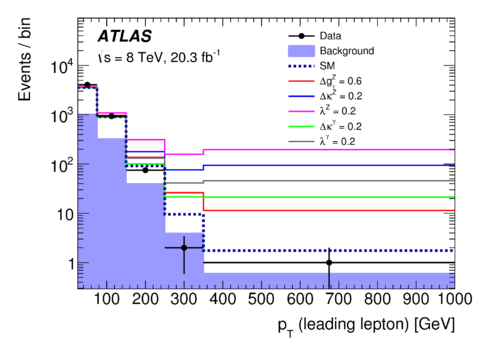 ATLAS
√s = 8 TeV, 20.3 fb⁻¹
Data
Background
SM
Δg₁ᶻ = 0.6
Δκᶻ = 0.2
λᶻ = 0.2
Δκᵞ = 0.2
λᵞ = 0.2
Events / bin
10⁴
10³
10²
10
1
100 200 300 400 500 600 700 800 900 1000
p_T (leading lepton) [GeV]